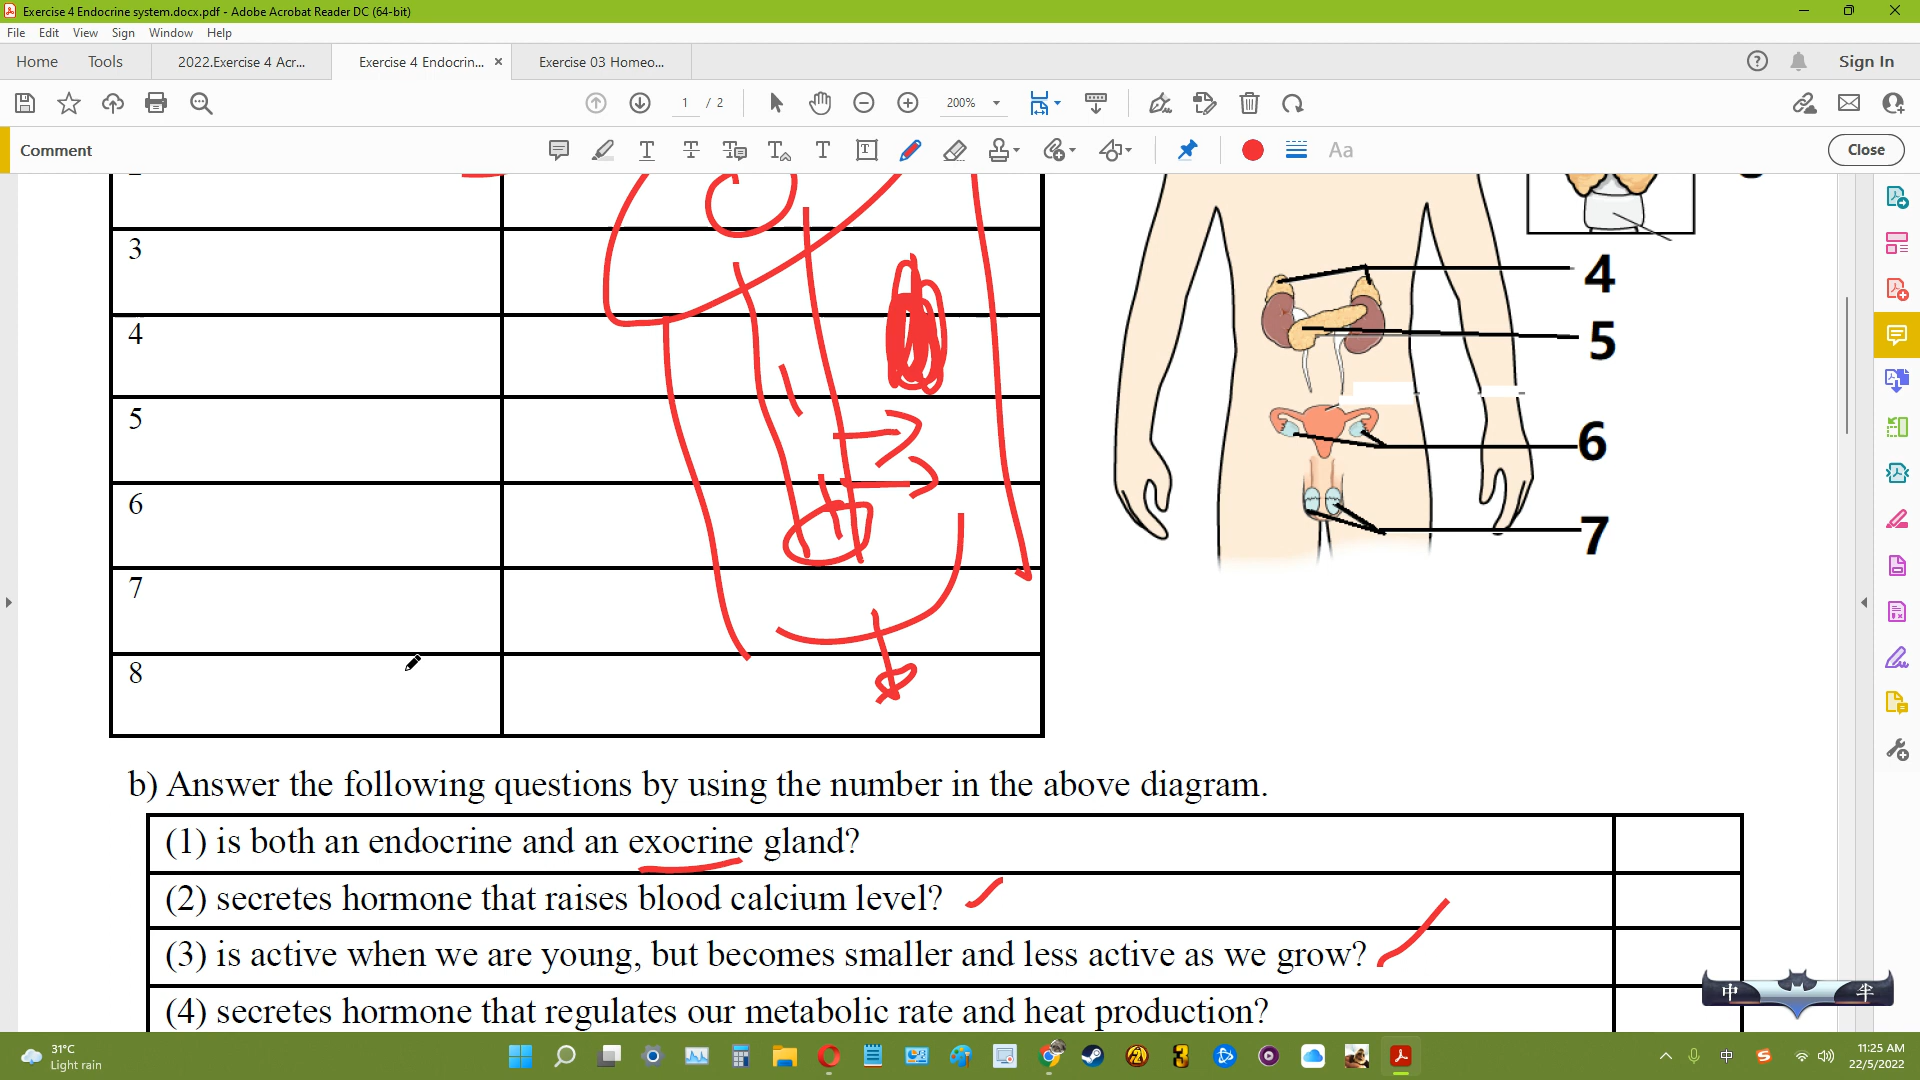 Exercise 4 Endocrine system.docx.pdf - Adobe Acrobat Reader DC (64-bit)
File Edit View Sign Window Help
Home Tools 2022.Exercise 4 Acr... Exercise 4 Endocrin... Exercise 03 Homeo... Sign In
1 / 2 200%
Comment Close
3
4
5
6
7
8
4
5
6
7
b) Answer the following questions by using the number in the above diagram.
(1) is both an endocrine and an exocrine gland?
(2) secretes hormone that raises blood calcium level?
(3) is active when we are young, but becomes smaller and less active as we grow?
(4) secretes hormone that regulates our metabolic rate and heat production?
中
31°C
Light rain
中
11:25 AM
22/5/2022